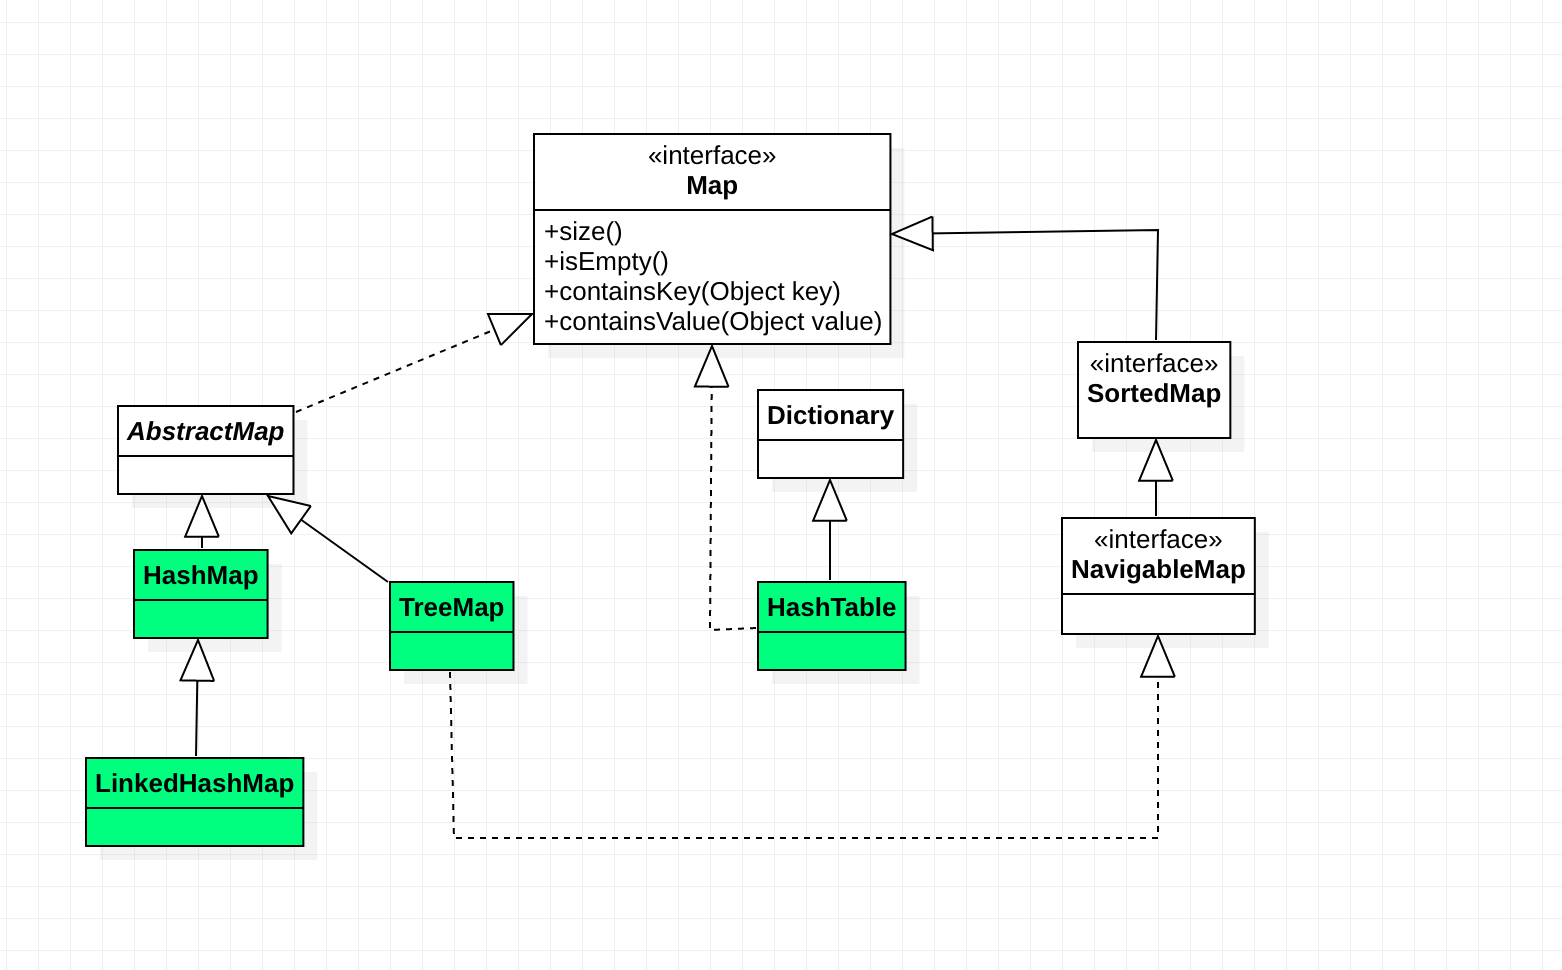 «interface»
Map
+size()
+isEmpty()
+containsKey(Object key)
+containsValue(Object value)
«interface»
SortedMap
Dictionary
AbstractMap
«interface»
NavigableMap
HashMap
TreeMap
HashTable
LinkedHashMap